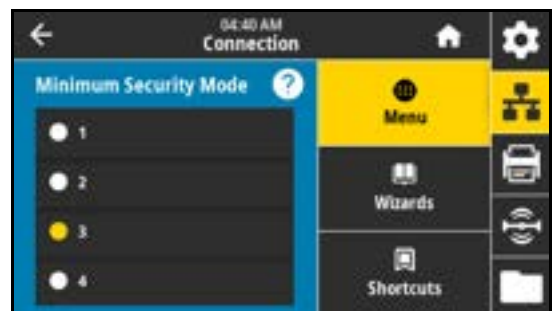 04:40 AM
Connection
Minimum Security Mode ?
1
2
3
4
Menu
Wizards
Shortcuts